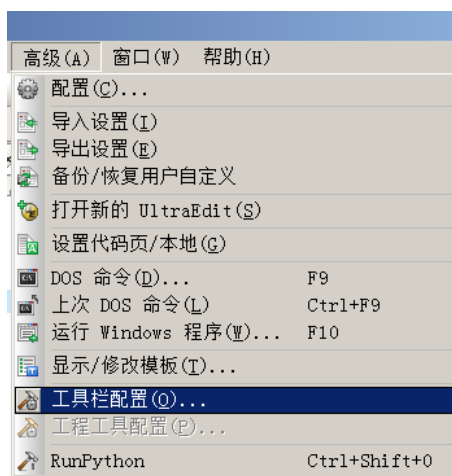 高级(A) 窗口(W) 帮助(H)
配置(C)...
导入设置(I)
导出设置(E)
备份/恢复用户自定义
打开新的 UltraEdit(S)
设置代码页/本地(G)
DOS 命令(D)... F9
上次 DOS 命令(L) Ctrl+F9
运行 Windows 程序(W)... F10
显示/修改模板(T)...
工具栏配置(O)...
工程工具配置(P)...
RunPython Ctrl+Shift+0